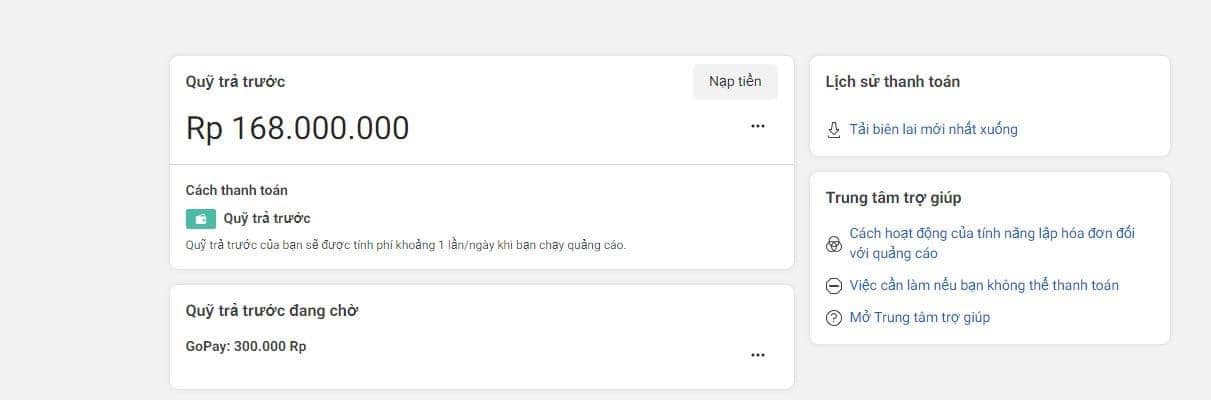 Quỹ trả trước
Nạp tiền
Rp 168.000.000
Cách thanh toán
Quỹ trả trước
Quỹ trả trước của bạn sẽ được tính phí khoảng 1 lần/ngày khi bạn chạy quảng cáo.
Quỹ trả trước đang chờ
GoPay: 300.000 Rp
Lịch sử thanh toán
Tải biên lai mới nhất xuống
Trung tâm trợ giúp
Cách hoạt động của tính năng lập hóa đơn đối
với quảng cáo
Việc cần làm nếu bạn không thể thanh toán
Mở Trung tâm trợ giúp